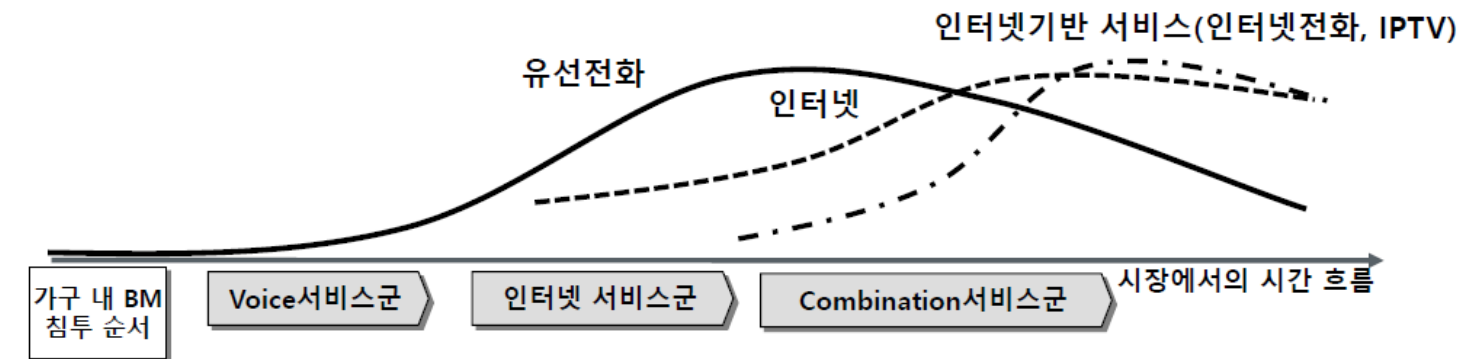 인터넷기반 서비스(인터넷전화, IPTV)
유선전화
인터넷
가구 내 BM
침투 순서
Voice서비스군
인터넷 서비스군
Combination서비스군
시장에서의 시간 흐름